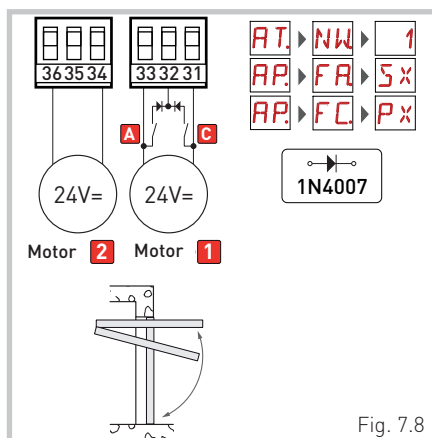 36 35 34 33 32 31
A C
24V= 24V=
Motor 2 Motor 1
AT. NW. 1
AP. FA. SX
AP. FC. PX
1N4007
Fig. 7.8